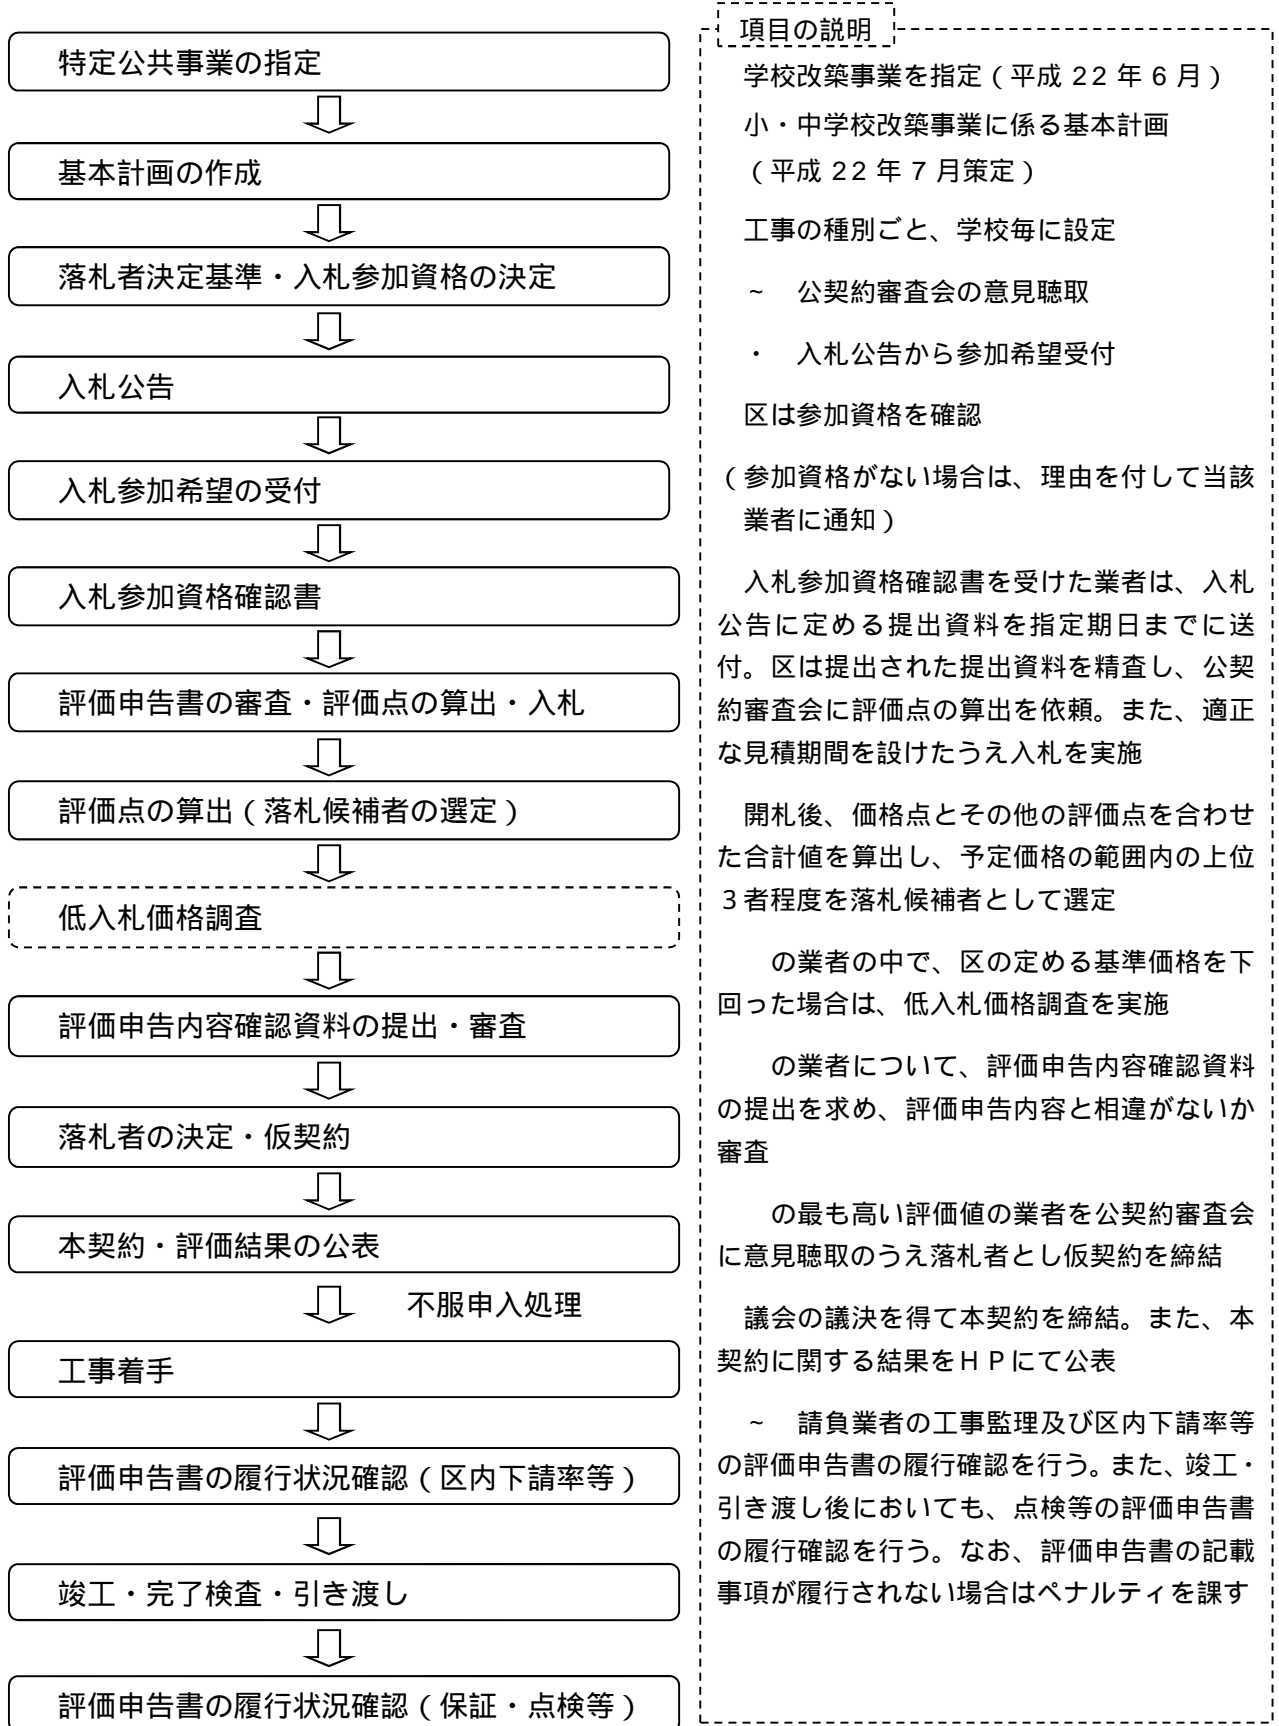 特定公共事業の指定
基本計画の作成
落札者決定基準・入札参加資格の決定
入札公告
入札参加希望の受付
入札参加資格確認書
評価申告書の審査・評価点の算出・入札
評価点の算出（落札候補者の選定）
低入札価格調査
評価申告内容確認資料の提出・審査
落札者の決定・仮契約
本契約・評価結果の公表
不服申入処理
工事着手
評価申告書の履行状況確認（区内下請率等）
竣工・完了検査・引き渡し
評価申告書の履行状況確認（保証・点検等）
項目の説明
学校改築事業を指定（平成 22 年 6 月）
小・中学校改築事業に係る基本計画
（平成 22 年 7 月策定）
工事の種別ごと、学校毎に設定
～　公契約審査会の意見聴取
・　入札公告から参加希望受付
区は参加資格を確認
（参加資格がない場合は、理由を付して当該
業者に通知）
入札参加資格確認書を受けた業者は、入札
公告に定める提出資料を指定期日までに送
付。区は提出された提出資料を精査し、公契
約審査会に評価点の算出を依頼。また、適正
な見積期間を設けたうえ入札を実施
開札後、価格点とその他の評価点を合わせ
た合計値を算出し、予定価格の範囲内の上位
３者程度を落札候補者として選定
の業者の中で、区の定める基準価格を下
回った場合は、低入札価格調査を実施
の業者について、評価申告内容確認資料
の提出を求め、評価申告内容と相違がないか
審査
の最も高い評価値の業者を公契約審査会
に意見聴取のうえ落札者とし仮契約を締結
議会の議決を得て本契約を締結。また、本
契約に関する結果をＨＰにて公表
～　請負業者の工事監理及び区内下請率等
の評価申告書の履行確認を行う。また、竣工・
引き渡し後においても、点検等の評価申告書
の履行確認を行う。なお、評価申告書の記載
事項が履行されない場合はペナルティを課す